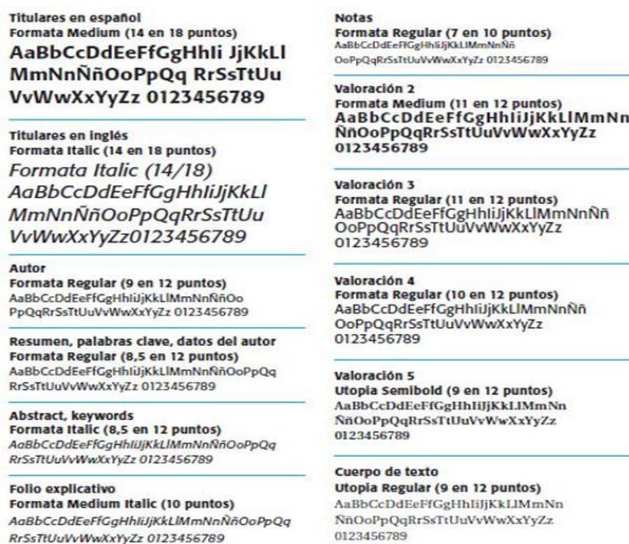 Titulares en español
Formata Medium (14 en 18 puntos)
AaBbCcDdEeFfGgHhIi JjKkLl
MmNnÑñOoPpQq RrSsTtUu
VvWwXxYyZz 0123456789
Titulares en inglés
Formata Italic (14 en 18 puntos)
Formata Italic (14/18)
AaBbCcDdEeFfGgHhIiJjKkLl
MmNnÑñOoPpQqRrSsTtUu
VvWwXxYyZz0123456789
Autor
Formata Regular (9 en 12 puntos)
AaBbCcDdEeFfGgHhIiJjKkLlMmNnÑñOo
PpQqRrSsTtUuVvWwXxYyZz 0123456789
Resumen, palabras clave, datos del autor
Formata Regular (8,5 en 12 puntos)
AaBbCcDdEeFfGgHhIiJjKkLlMmNnÑñOoPpQq
RrSsTtUuVvWwXxYyZz 0123456789
Abstract, keywords
Formata Italic (8,5 en 12 puntos)
AaBbCcDdEeFfGgHhIiJjKkLlMmNnÑñOoPpQq
RrSsTtUuVvWwXxYyZz 0123456789
Folio explicativo
Formata Medium Italic (10 puntos)
AaBbCcDdEeFfGgHhIiJjKkLlMmNnÑñOoPpQq
RrSsTtUuVvWwXxYyZz 0123456789
Notas
Formata Regular (7 en 10 puntos)
AaBbCcDdEeFfGgHhIiJjKkLlMmNnÑñ
OoPpQqRrSsTtUuVvWwXxYyZz 0123456789
Valoración 2
Formata Medium (11 en 12 puntos)
AaBbCcDdEeFfGgHhIiJjKkLlMmNn
ÑñOoPpQqRrSsTtUuVvWwXxYyZz
0123456789
Valoración 3
Formata Regular (11 en 12 puntos)
AaBbCcDdEeFfGgHhIiJjKkLlMmNnÑñ
OoPpQqRrSsTtUuVvWwXxYyZz
0123456789
Valoración 4
Formata Regular (10 en 12 puntos)
AaBbCcDdEeFfGgHhIiJjKkLlMmNnÑñ
OoPpQqRrSsTtUuVvWwXxYyZz
0123456789
Valoración 5
Utopia Semibold (9 en 12 puntos)
AaBbCcDdEeFfGgHhIiJjKkLlMmNn
ÑñOoPpQqRrSsTtUuVvWwXxYyZz
0123456789
Cuerpo de texto
Utopia Regular (9 en 12 puntos)
AaBbCcDdEeFfGgHhIiJjKkLlMmNn
ÑñOoPpQqRrSsTtUuVvWwXxYyZz
0123456789